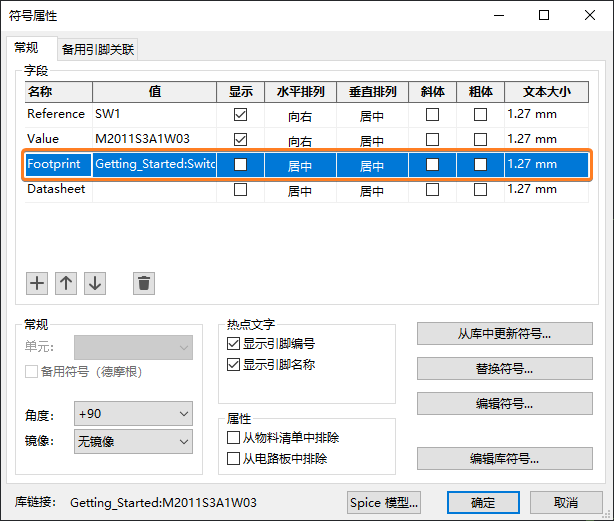 符号属性
常规 备用引脚关联
字段
名称 值 显示 水平排列 垂直排列 斜体 粗体 文本大小
Reference SW1 向右 居中 1.27 mm
Value M2011S3A1W03 向右 居中 1.27 mm
Footprint Getting_Started:Switc 居中 居中 1.27 mm
Datasheet 居中 居中 1.27 mm
常规
单元:
备用符号（德摩根）
角度: +90
镜像: 无镜像
热点文字
显示引脚编号
显示引脚名称
属性
从物料清单中排除
从电路板中排除
从库中更新符号...
替换符号...
编辑符号...
编辑库符号...
库链接: Getting_Started:M2011S3A1W03 Spice 模型... 确定 取消